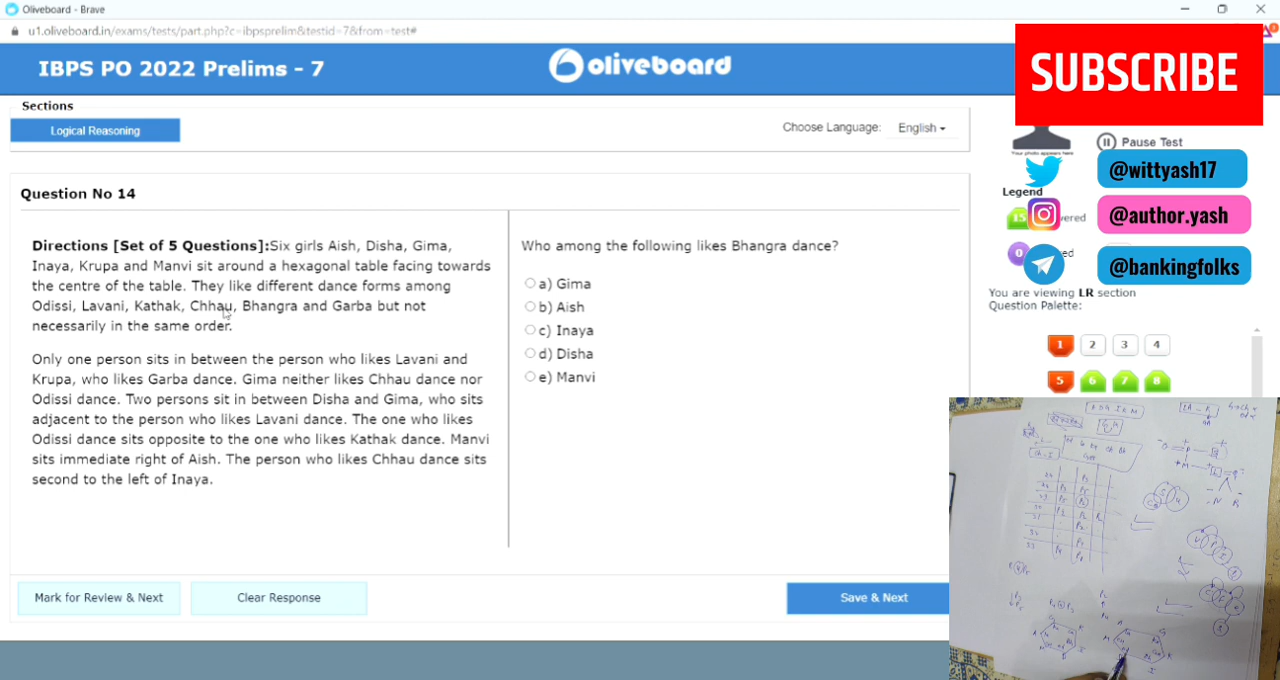 Oliveboard - Brave
u1.oliveboard.in/exams/tests/part.php?c=ibpsprelim&testid=7&from=test#
IBPS PO 2022 Prelims - 7
oliveboard
SUBSCRIBE
Sections
Logical Reasoning
Choose Language: English
Your photo appears here
Pause Test
@wittyash17
Legend
15 vered
@author.yash
0 ed
@bankingfolks
You are viewing LR section
Question Palette:
1 2 3 4
5 6 7 8
Question No 14
Directions [Set of 5 Questions]:Six girls Aish, Disha, Gima,
Inaya, Krupa and Manvi sit around a hexagonal table facing towards
the centre of the table. They like different dance forms among
Odissi, Lavani, Kathak, Chhau, Bhangra and Garba but not
necessarily in the same order.
Only one person sits in between the person who likes Lavani and
Krupa, who likes Garba dance. Gima neither likes Chhau dance nor
Odissi dance. Two persons sit in between Disha and Gima, who sits
adjacent to the person who likes Lavani dance. The one who likes
Odissi dance sits opposite to the one who likes Kathak dance. Manvi
sits immediate right of Aish. The person who likes Chhau dance sits
second to the left of Inaya.
Who among the following likes Bhangra dance?
a) Gima
b) Aish
c) Inaya
d) Disha
e) Manvi
Mark for Review & Next
Clear Response
Save & Next